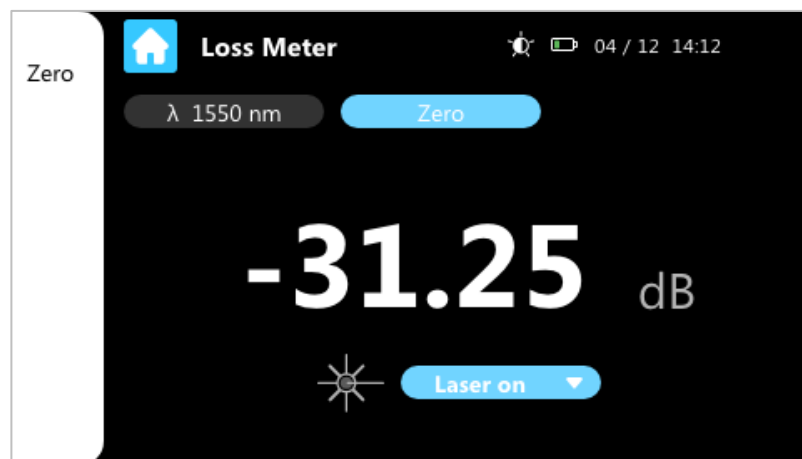 Zero
Loss Meter 04 / 12 14:12
λ 1550 nm Zero
-31.25 dB
Laser on